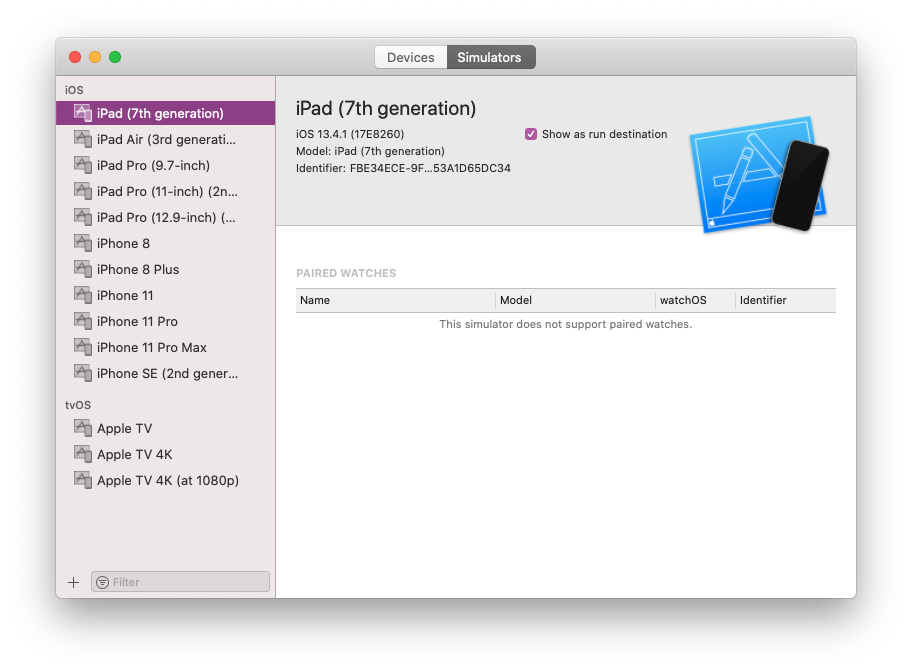 Devices
Simulators
iOS
iPad (7th generation)
iPad Air (3rd generati...
iPad Pro (9.7-inch)
iPad Pro (11-inch) (2n...
iPad Pro (12.9-inch) (...
iPhone 8
iPhone 8 Plus
iPhone 11
iPhone 11 Pro
iPhone 11 Pro Max
iPhone SE (2nd gener...
tvOS
Apple TV
Apple TV 4K
Apple TV 4K (at 1080p)
Filter
iPad (7th generation)
iOS 13.4.1 (17E8260)
Model: iPad (7th generation)
Identifier: FBE34ECE-9F...53A1D65DC34
Show as run destination
PAIRED WATCHES
Name Model watchOS Identifier
This simulator does not support paired watches.